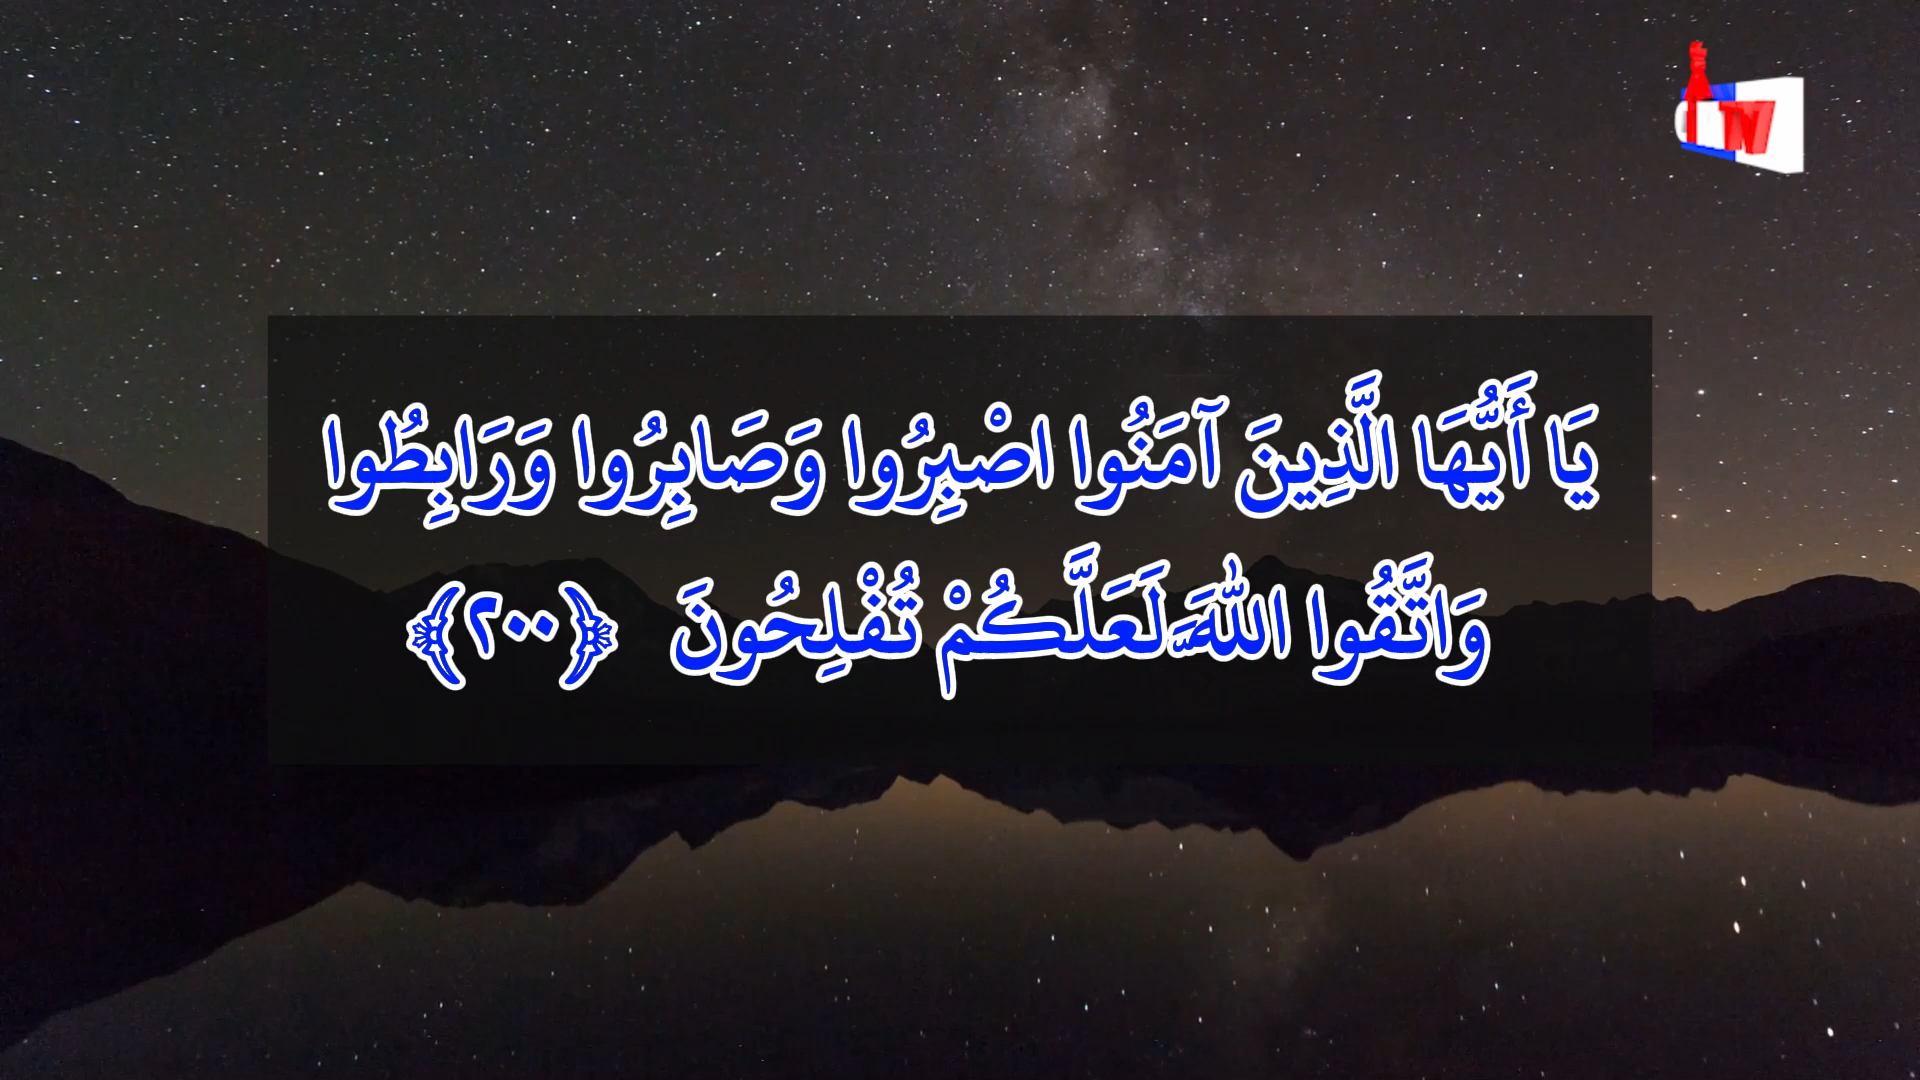 يَا أَيُّهَا الَّذِينَ آمَنُوا اصْبِرُوا وَصَابِرُوا وَرَابِطُوا
وَاتَّقُوا اللَّهَ لَعَلَّكُمْ تُفْلِحُونَ ﴿٢٠٠﴾